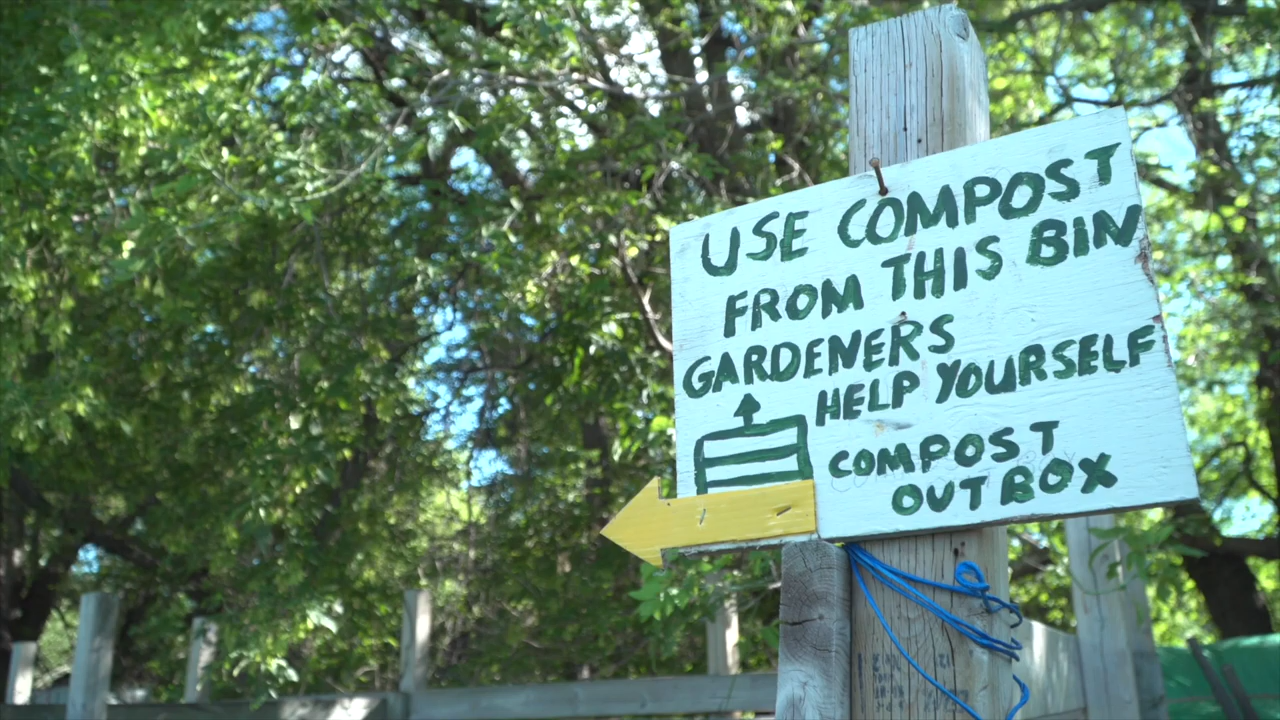 USE COMPOST
FROM THIS BIN
GARDENERS
HELP YOURSELF
COMPOST
OUTBOX